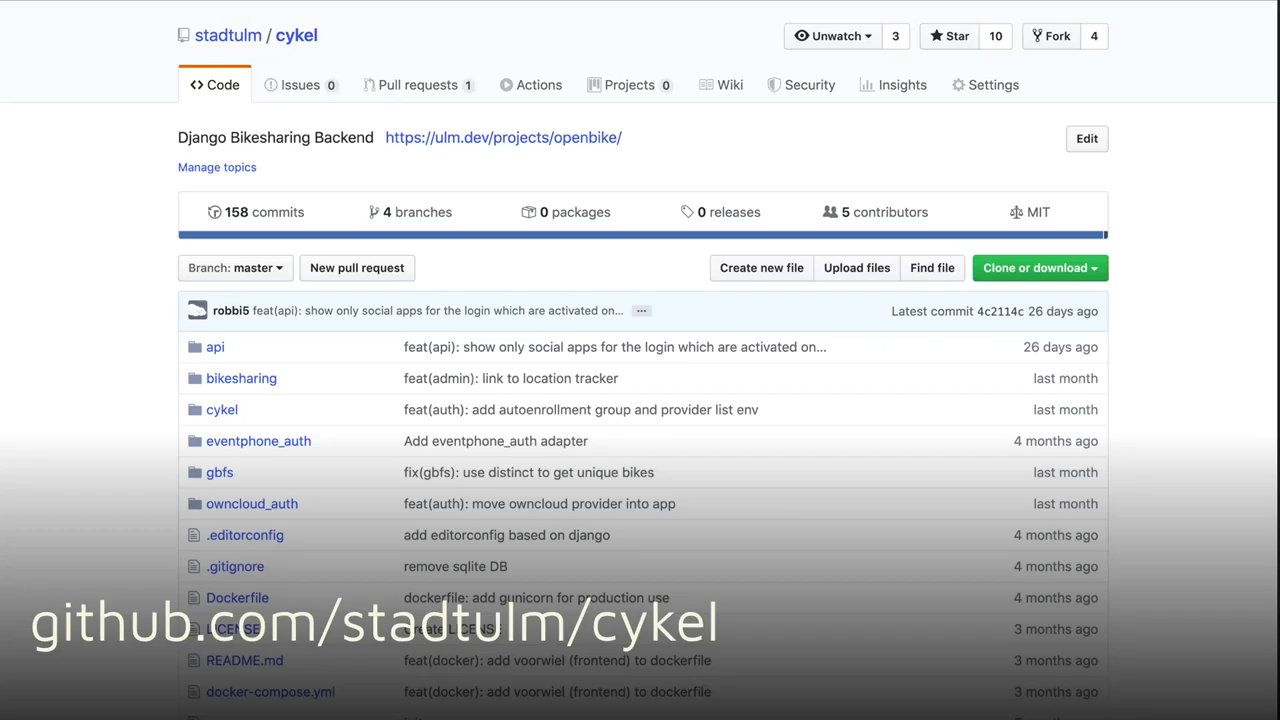 stadtulm / cykel
Unwatch 3 Star 10 Fork 4
Code Issues 0 Pull requests 1 Actions Projects 0 Wiki Security Insights Settings
Django Bikesharing Backend https://ulm.dev/projects/openbike/ Edit
Manage topics
158 commits 4 branches 0 packages 0 releases 5 contributors MIT
Branch: master New pull request Create new file Upload files Find file Clone or download
robbi5 feat(api): show only social apps for the login which are activated on... ... Latest commit 4c2114c 26 days ago
api feat(api): show only social apps for the login which are activated on... 26 days ago
bikesharing feat(admin): link to location tracker last month
cykel feat(auth): add autoenrollment group and provider list env last month
eventphone_auth Add eventphone_auth adapter 4 months ago
gbfs fix(gbfs): use distinct to get unique bikes last month
owncloud_auth feat(auth): move owncloud provider into app last month
.editorconfig add editorconfig based on django 4 months ago
.gitignore remove sqlite DB 4 months ago
Dockerfile dockerfile: add gunicorn for production use 4 months ago
LICENSE Create LICENSE 3 months ago
github.com/stadtulm/cykel
README.md feat(docker): add voorwiel (frontend) to dockerfile 3 months ago
docker-compose.yml feat(docker): add voorwiel (frontend) to dockerfile 3 months ago